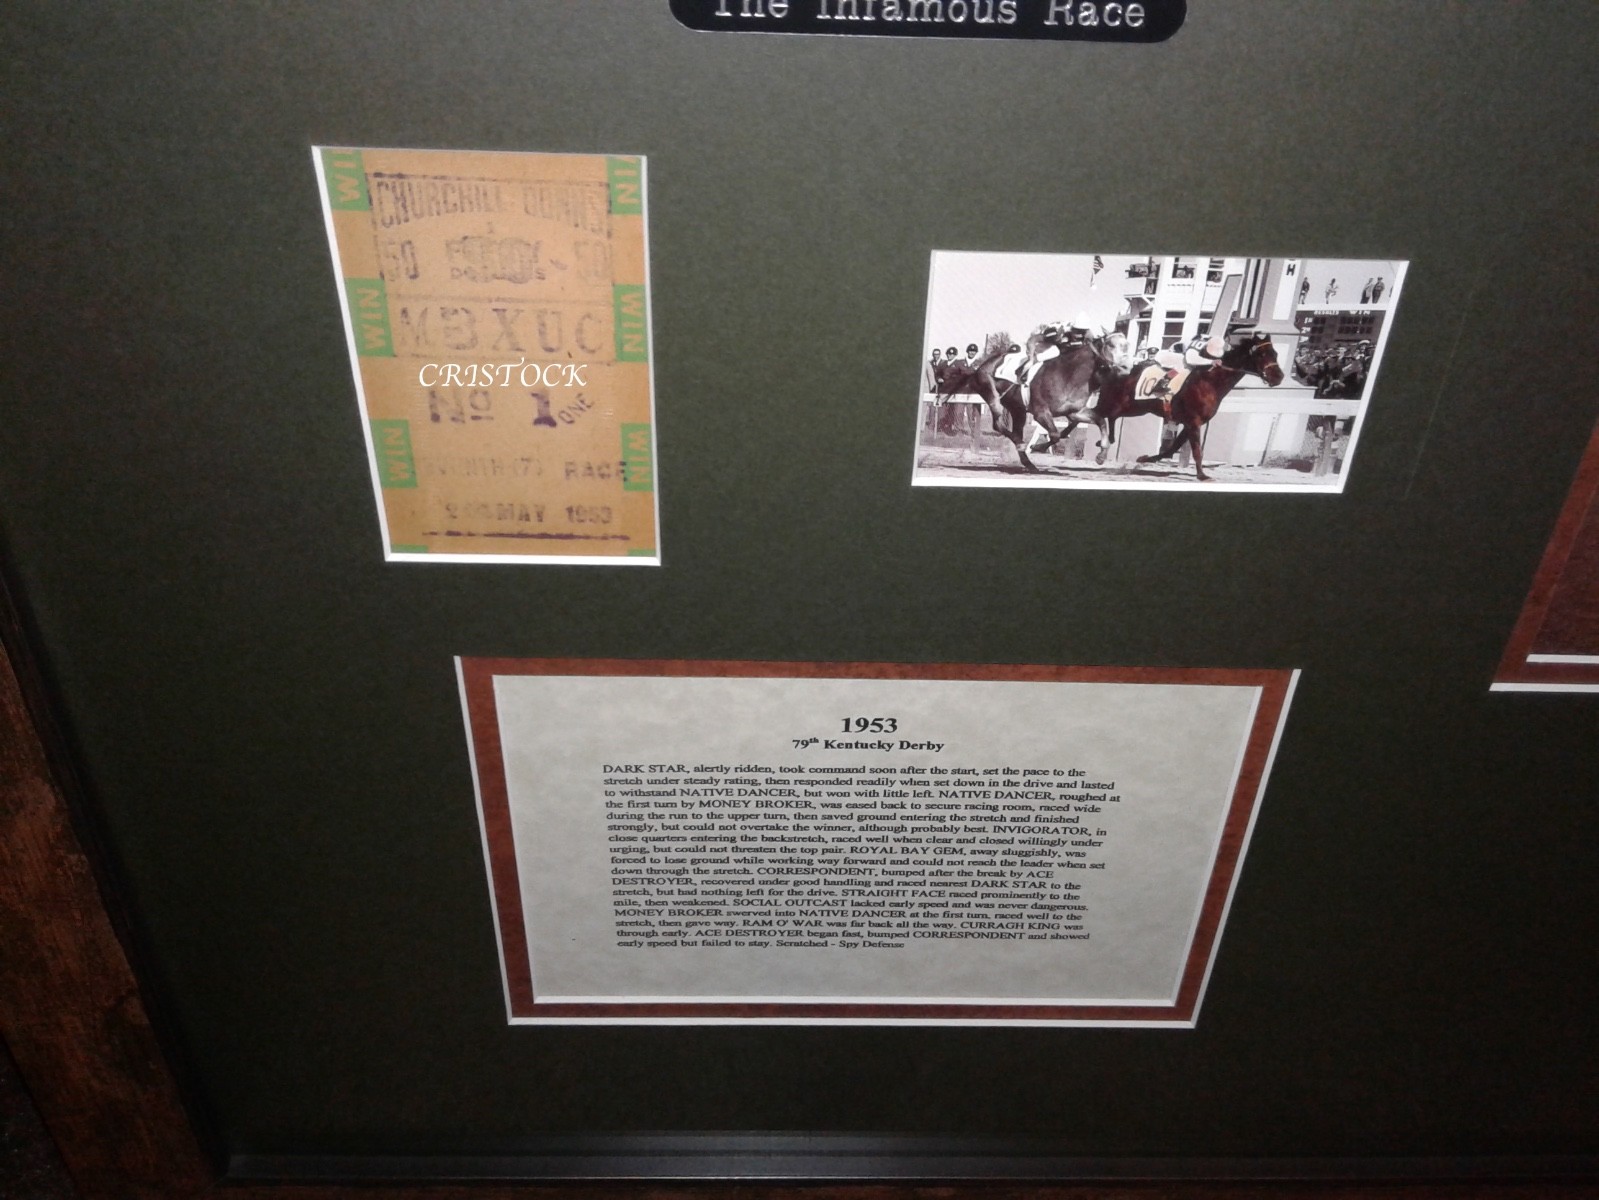 The Infamous Race
WIN
CHURCHILL DOWNS
50 FIFTY 50
DOLLARS
WIN MBXUC WIN
CRISTOCK
No 1 ONE
WIN SEVENTH (7) RACE WIN
2 MAY 1953
10
H
RESULTS WIN
1953
79th Kentucky Derby
DARK STAR, alertly ridden, took command soon after the start, set the pace to the
stretch under steady rating, then responded readily when set down in the drive and lasted
to withstand NATIVE DANCER, but won with little left. NATIVE DANCER, roughed at
the first turn by MONEY BROKER, was eased back to secure racing room, raced wide
during the run to the upper turn, then saved ground entering the stretch and finished
strongly, but could not overtake the winner, although probably best. INVIGORATOR, in
close quarters entering the backstretch, raced well when clear and closed willingly under
urging, but could not threaten the top pair. ROYAL BAY GEM, away sluggishly, was
forced to lose ground while working way forward and could not reach the leader when set
down through the stretch. CORRESPONDENT, bumped after the break by ACE
DESTROYER, recovered under good handling and raced nearest DARK STAR to the
stretch, but had nothing left for the drive. STRAIGHT FACE raced prominently to the
mile, then weakened. SOCIAL OUTCAST lacked early speed and was never dangerous.
MONEY BROKER swerved into NATIVE DANCER at the first turn, raced well to the
stretch, then gave way. RAM O' WAR was far back all the way. CURRAGH KING was
through early. ACE DESTROYER began fast, bumped CORRESPONDENT and showed
early speed but failed to stay. Scratched - Spy Defense